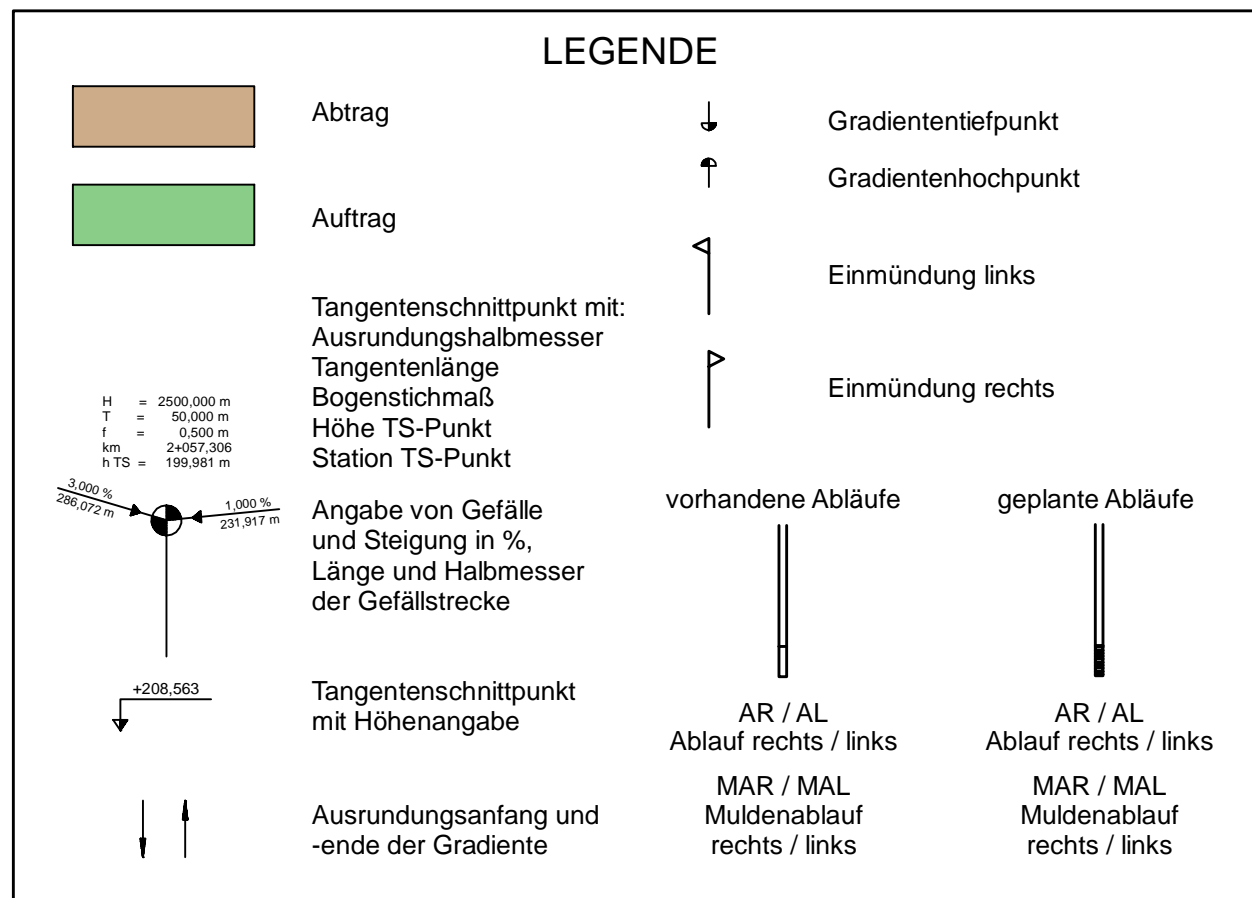 LEGENDE
Abtrag
Auftrag
Tangentenschnittpunkt mit:
Ausrundungshalbmesser
Tangentenlänge
Bogenstichmaß
Höhe TS-Punkt
Station TS-Punkt
H = 2500,000 m
T = 50,000 m
f = 0,500 m
km 2+057,306
h TS = 199,981 m
3,000 %
286,072 m
1,000 %
231,917 m
Angabe von Gefälle
und Steigung in %,
Länge und Halbmesser
der Gefällstrecke
+208,563
Tangentenschnittpunkt
mit Höhenangabe
Ausrundungsanfang und
-ende der Gradiente
Gradiententiefpunkt
Gradientenhochpunkt
Einmündung links
Einmündung rechts
vorhandene Abläufe
AR / AL
Ablauf rechts / links
MAR / MAL
Muldenablauf
rechts / links
geplante Abläufe
AR / AL
Ablauf rechts / links
MAR / MAL
Muldenablauf
rechts / links